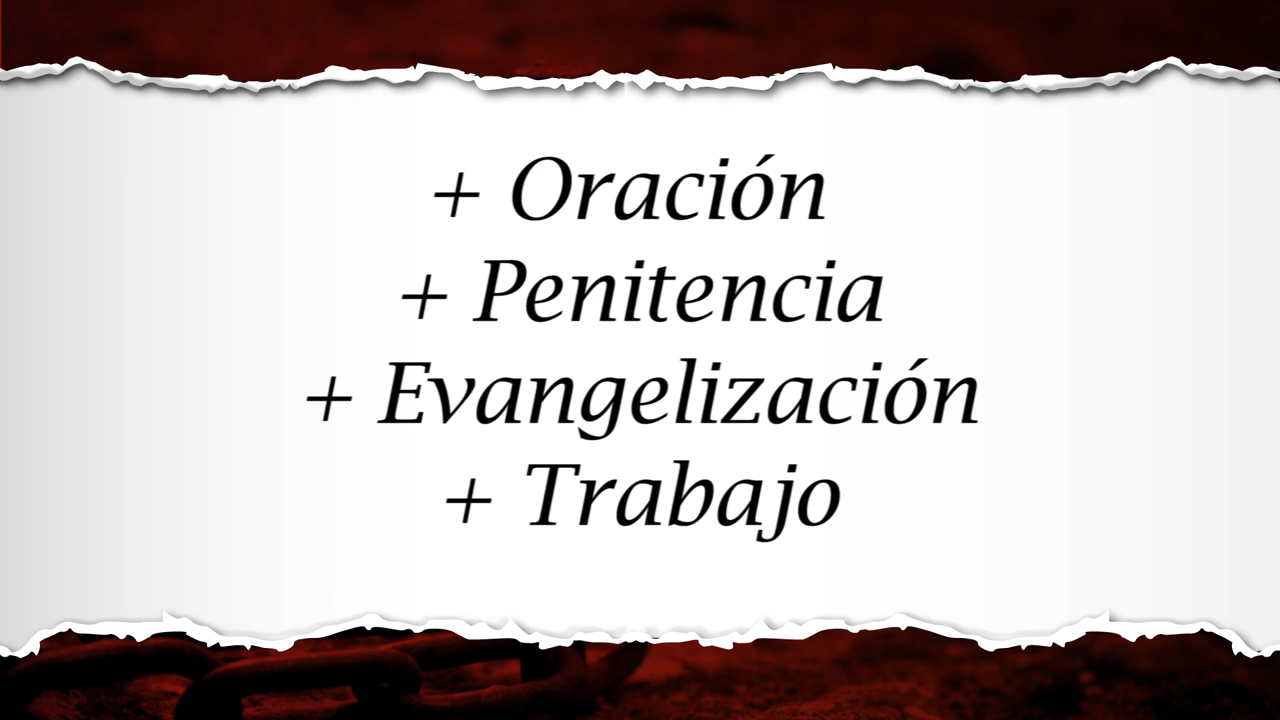 + Oración
+ Penitencia
+ Evangelización
+ Trabajo